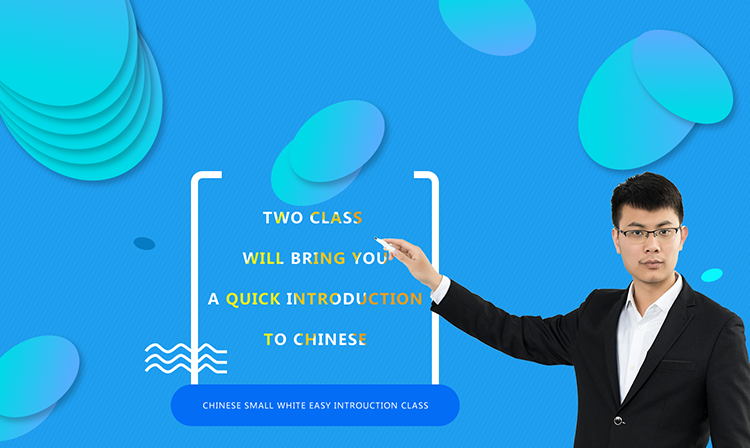 TWO CLASS
WILL BRING YOU
A QUICK INTRODUCTION
TO CHINESE
CHINESE SMALL WHITE EASY INTROUCTION CLASS